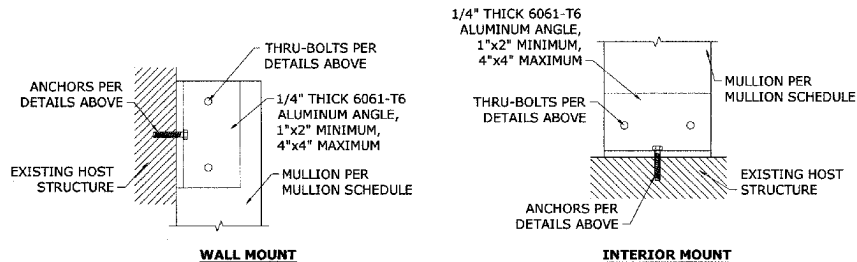 THRU-BOLTS PER
DETAILS ABOVE
ANCHORS PER
DETAILS ABOVE
1/4" THICK 6061-T6
ALUMINUM ANGLE,
1"x2" MINIMUM,
4"x4" MAXIMUM
EXISTING HOST
STRUCTURE
MULLION PER
MULLION SCHEDULE
WALL MOUNT
1/4" THICK 6061-T6
ALUMINUM ANGLE,
1"x2" MINIMUM,
4"x4" MAXIMUM
MULLION PER
MULLION SCHEDULE
THRU-BOLTS PER
DETAILS ABOVE
EXISTING HOST
STRUCTURE
ANCHORS PER
DETAILS ABOVE
INTERIOR MOUNT